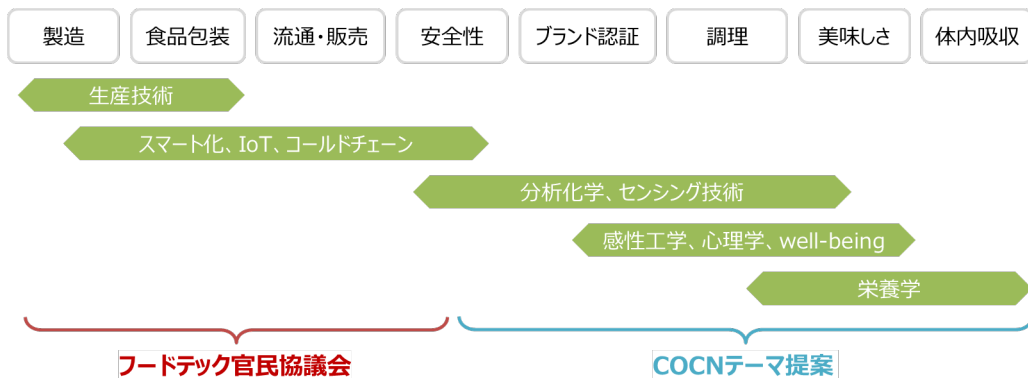 製造
食品包装
流通・販売
安全性
ブランド認証
調理
美味しさ
体内吸収
生産技術
スマート化、IoT、コールドチェーン
分析化学、センシング技術
感性工学、心理学、well-being
栄養学
フードテック官民協議会
COCNテーマ提案